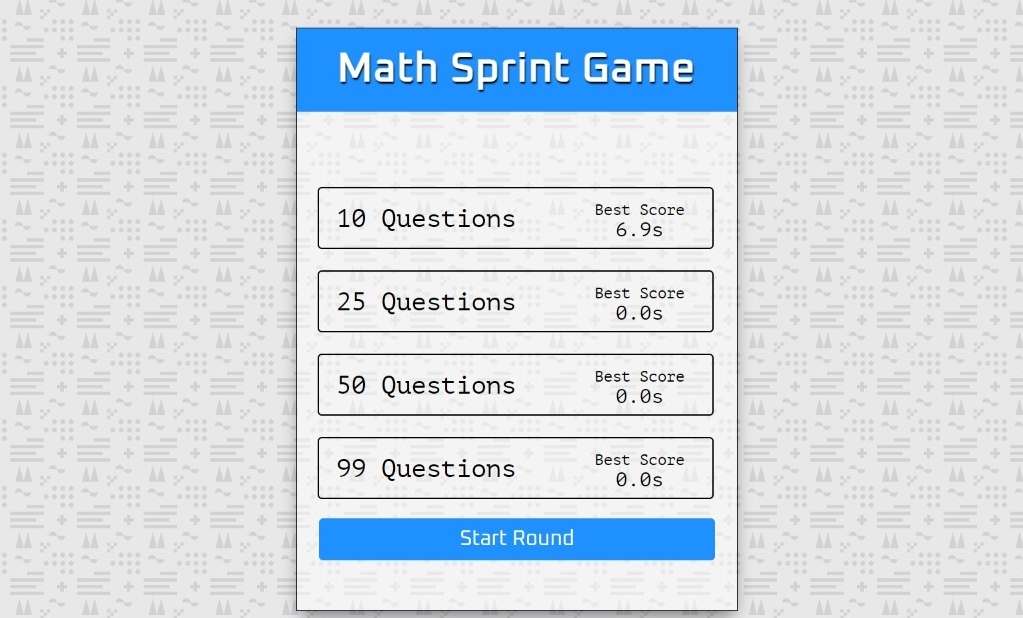 Math Sprint Game
10 Questions
Best Score
6.9s
25 Questions
Best Score
0.0s
50 Questions
Best Score
0.0s
99 Questions
Best Score
0.0s
Start Round